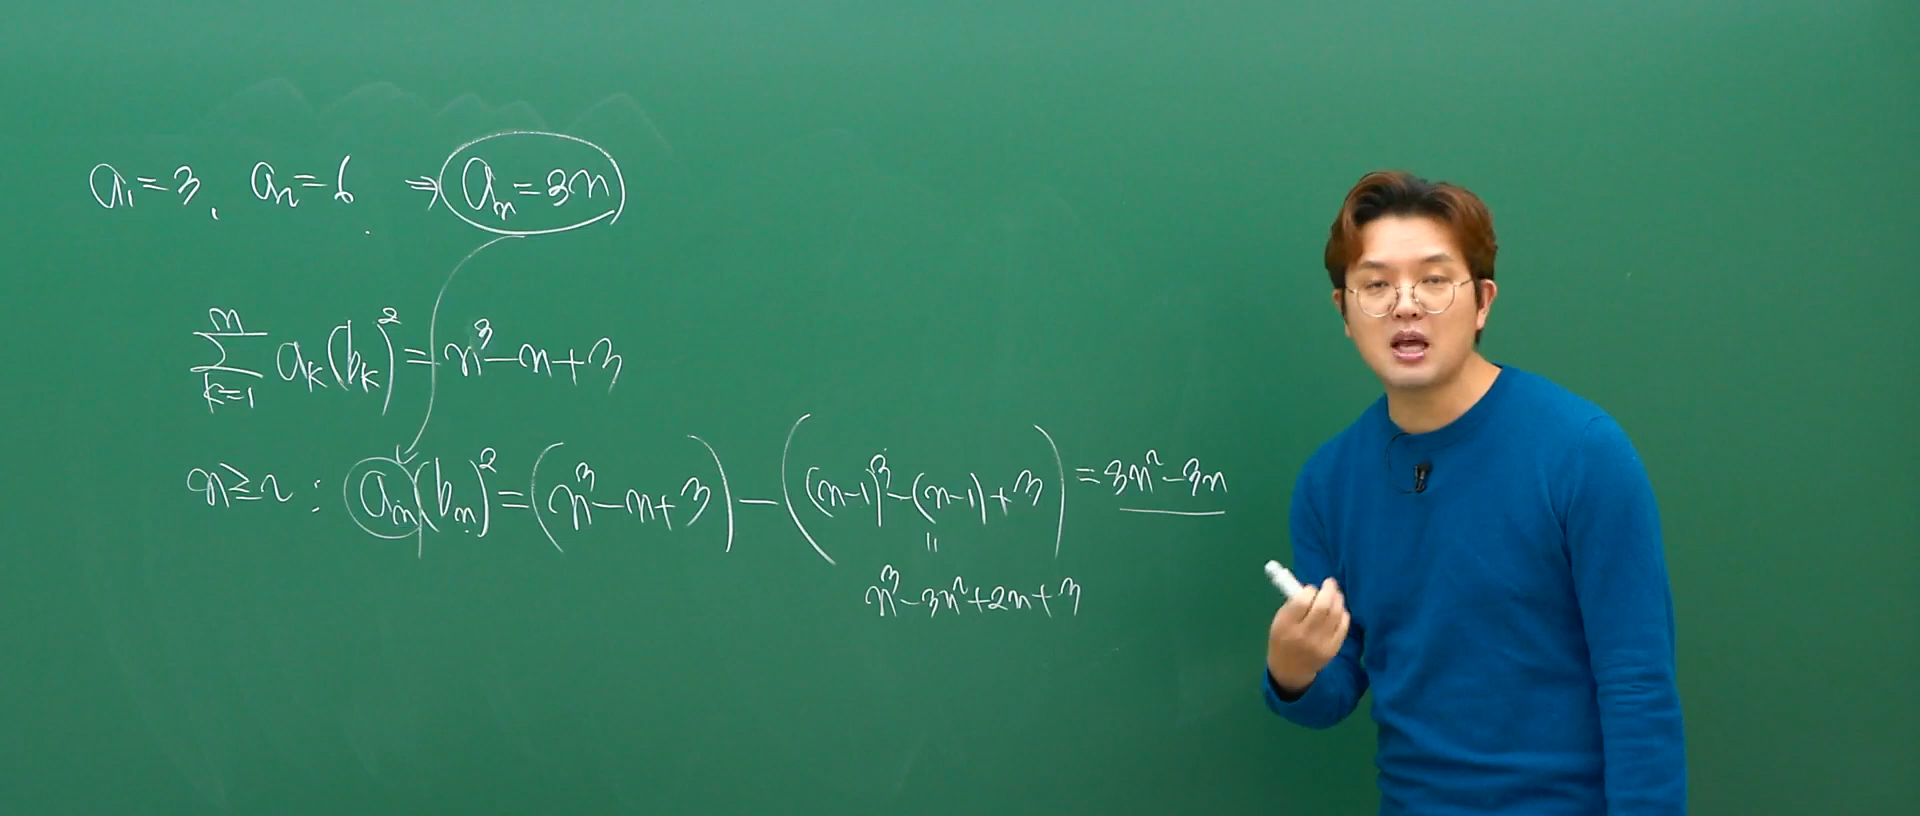 a₁=3, a₂=6 ⇒ aₙ=3n
∑ₖ₌₁ⁿ aₖ(bₖ)²=n³-n+3
n≥2 : aₙ(bₙ)²=(n³-n+3)-((n-1)³-(n-1)+3)=3n²-3n
||
n³-3n²+2n+3